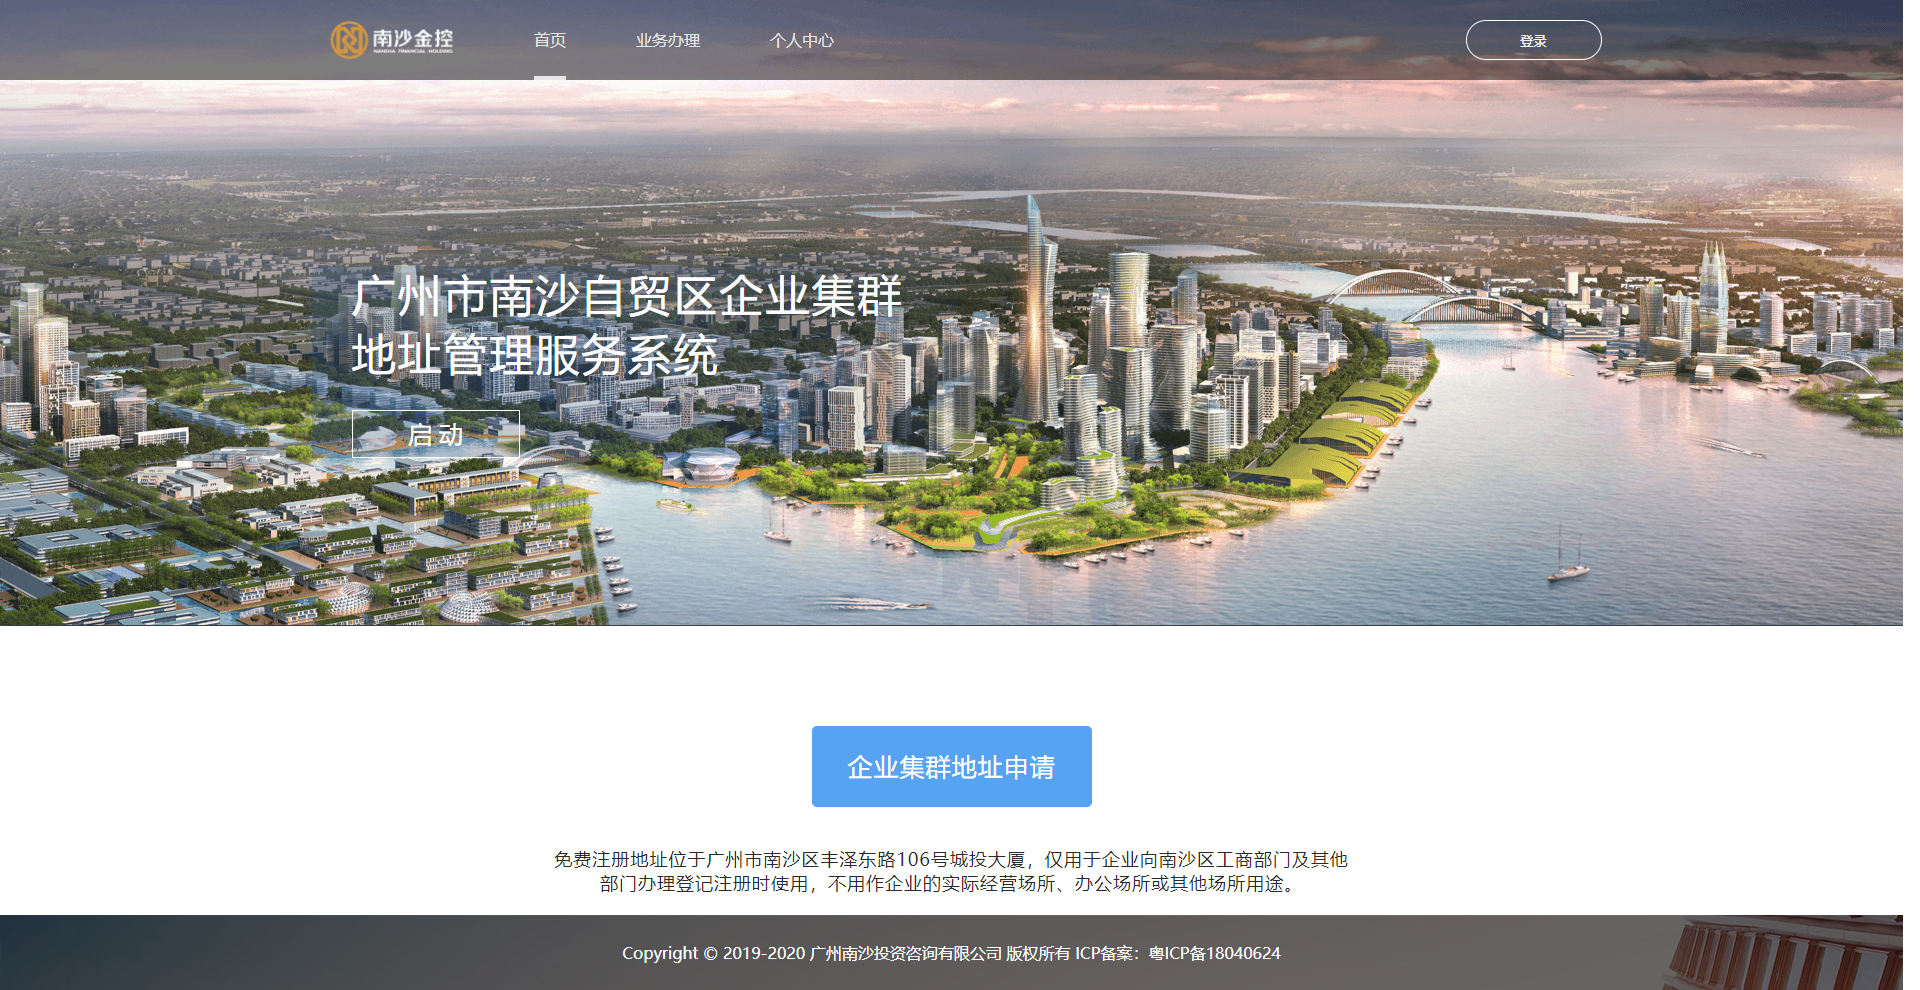 南沙金控
NANSHA FINANCIAL HOLDING
首页
业务办理
个人中心
登录
广州市南沙自贸区企业集群
地址管理服务系统
启动
企业集群地址申请
免费注册地址位于广州市南沙区丰泽东路106号城投大厦，仅用于企业向南沙区工商部门及其他
部门办理登记注册时使用，不用作企业的实际经营场所、办公场所或其他场所用途。
Copyright © 2019-2020 广州南沙投资咨询有限公司 版权所有 ICP备案：粤ICP备18040624